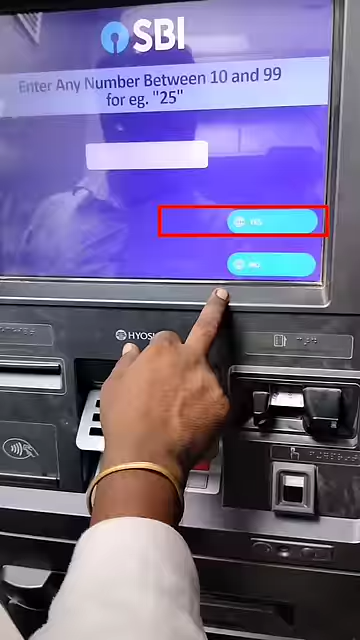 SBI
Enter Any Number Between 10 and 99
for eg. "25"
YES
NO
HYOSUNG